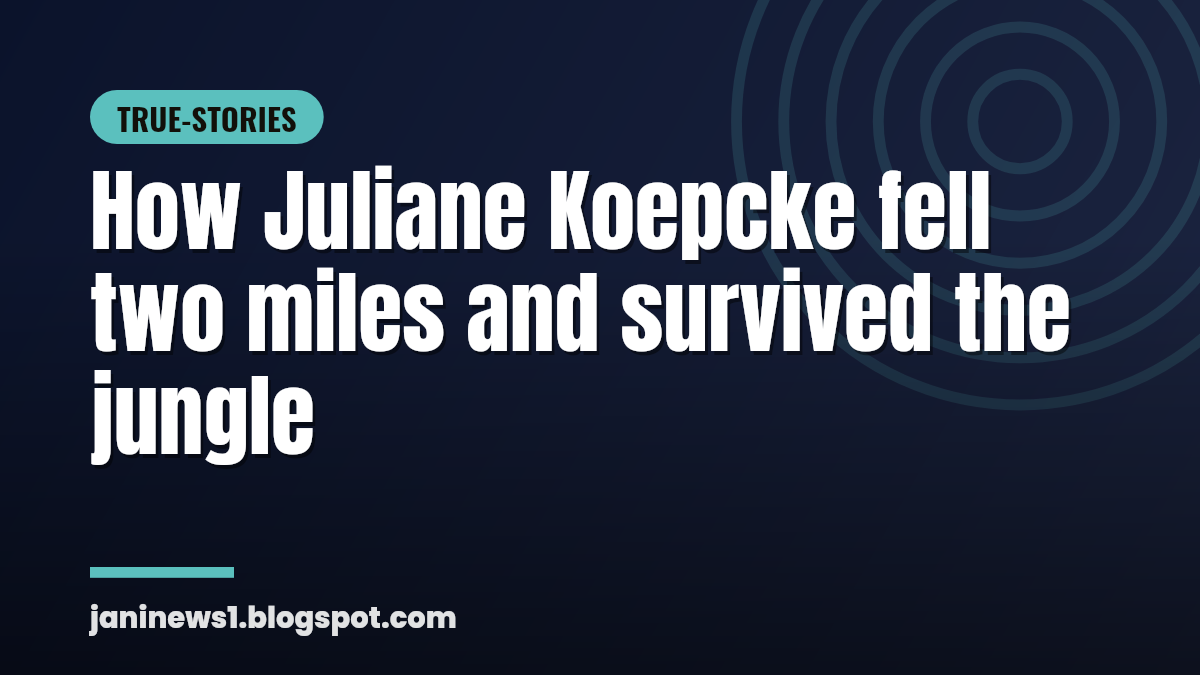 TRUE-STORIES
How Juliane Koepcke fell
two miles and survived the
jungle
janinews1.blogspot.com